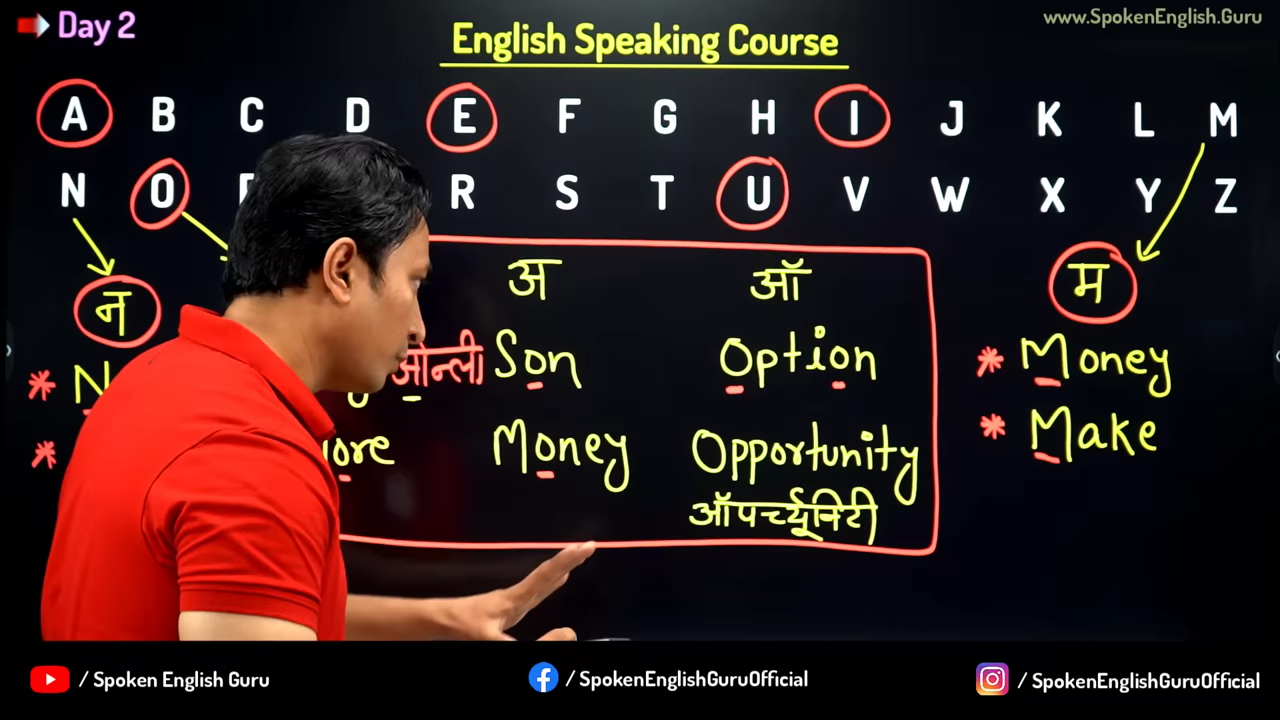 Day 2
English Speaking Course
www.SpokenEnglish.Guru
A B C D E F G H I J K L M
N O R S T U V W X Y Z
न अ ऑ म
ओन्ली Son Option * Money
* Money Opportunity * Make
ऑपर्च्यूनिटी
/ Spoken English Guru / SpokenEnglishGuruOfficial / SpokenEnglishGuruOfficial